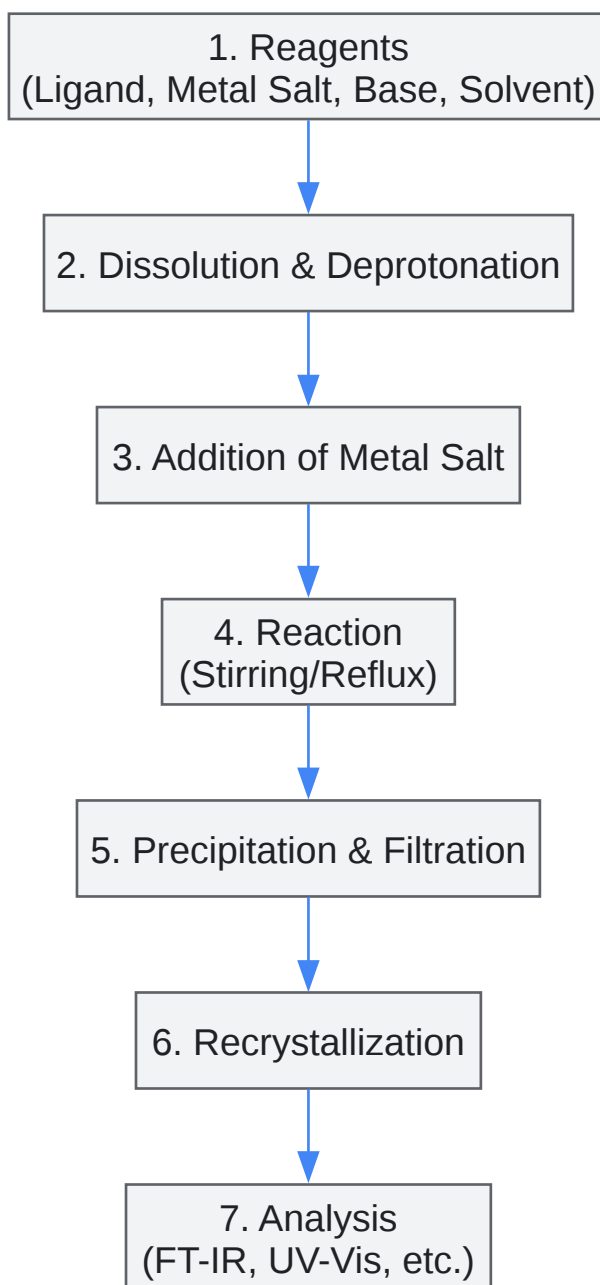 1. Reagents
(Ligand, Metal Salt, Base, Solvent)
2. Dissolution & Deprotonation
3. Addition of Metal Salt
4. Reaction
(Stirring/Reflux)
5. Precipitation & Filtration
6. Recrystallization
7. Analysis
(FT-IR, UV-Vis, etc.)